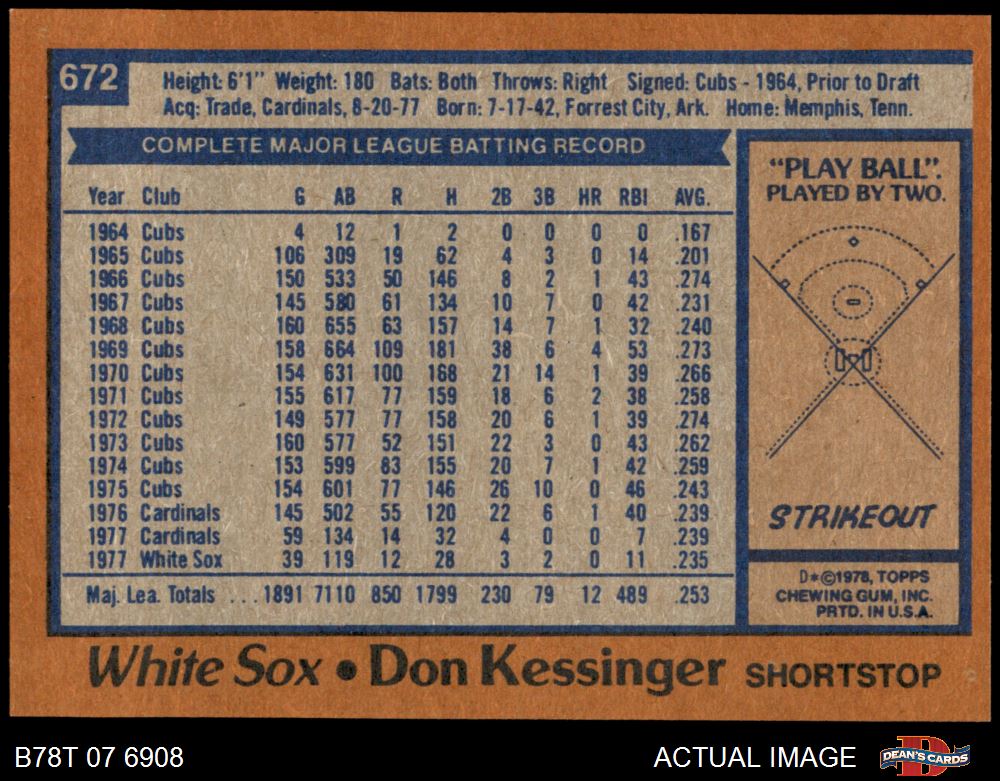 672
Height: 6'1" Weight: 180 Bats: Both Throws: Right Signed: Cubs - 1964, Prior to Draft
Acq: Trade, Cardinals, 8-20-77 Born: 7-17-42, Forrest City, Ark. Home: Memphis, Tenn.
COMPLETE MAJOR LEAGUE BATTING RECORD
Year Club G AB R H 2B 3B HR RBI AVG.
1964 Cubs 4 12 1 2 0 0 0 0 .167
1965 Cubs 106 309 19 62 4 3 0 14 .201
1966 Cubs 150 533 50 146 8 2 1 43 .274
1967 Cubs 145 580 61 134 10 7 0 42 .231
1968 Cubs 160 655 63 157 14 7 1 32 .240
1969 Cubs 158 664 109 181 38 6 4 53 .273
1970 Cubs 154 631 100 168 21 14 1 39 .266
1971 Cubs 155 617 77 159 18 6 2 38 .258
1972 Cubs 149 577 77 158 20 6 1 39 .274
1973 Cubs 160 577 52 151 22 3 0 43 .262
1974 Cubs 153 599 83 155 20 7 1 42 .259
1975 Cubs 154 601 77 146 26 10 0 46 .243
1976 Cardinals 145 502 55 120 22 6 1 40 .239
1977 Cardinals 59 134 14 32 4 0 0 7 .239
1977 White Sox 39 119 12 28 3 2 0 11 .235
Maj. Lea. Totals ... 1891 7110 850 1799 230 79 12 489 .253
"PLAY BALL".
PLAYED BY TWO.
STRIKEOUT
D*©1978, TOPPS
CHEWING GUM, INC.
PRTD. IN U.S.A.
White Sox • Don Kessinger SHORTSTOP
B78T 07 6908 ACTUAL IMAGE
DEAN'S CARDS